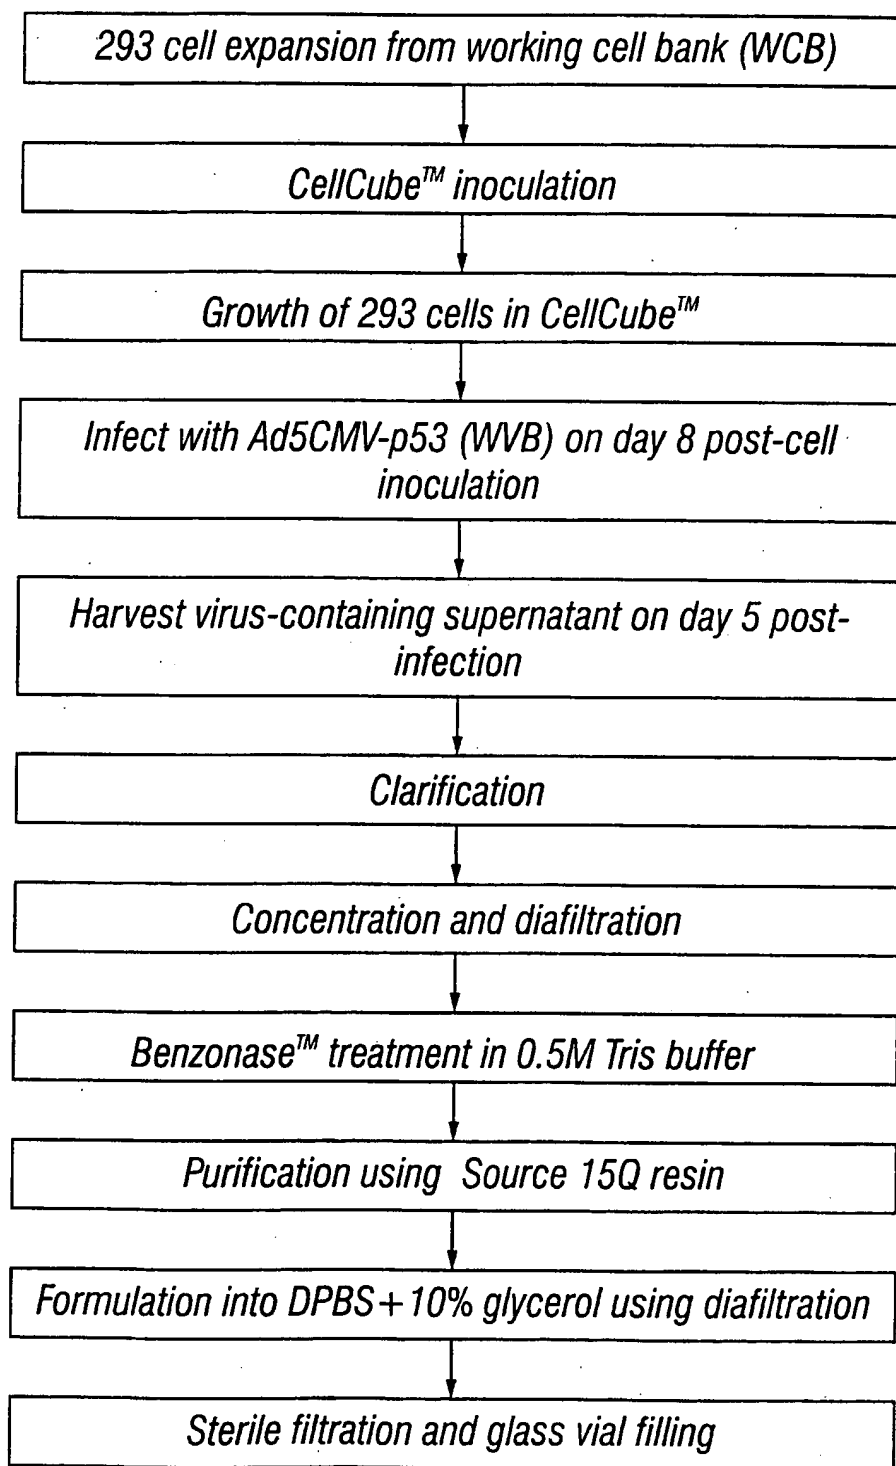 293 cell expansion from working cell bank (WCB)
CellCube™ inoculation
Growth of 293 cells in CellCube™
Infect with Ad5CMV-p53 (WVB) on day 8 post-cell
inoculation
Harvest virus-containing supernatant on day 5 post-
infection
Clarification
Concentration and diafiltration
Benzonase™ treatment in 0.5M Tris buffer
Purification using Source 15Q resin
Formulation into DPBS+10% glycerol using diafiltration
Sterile filtration and glass vial filling